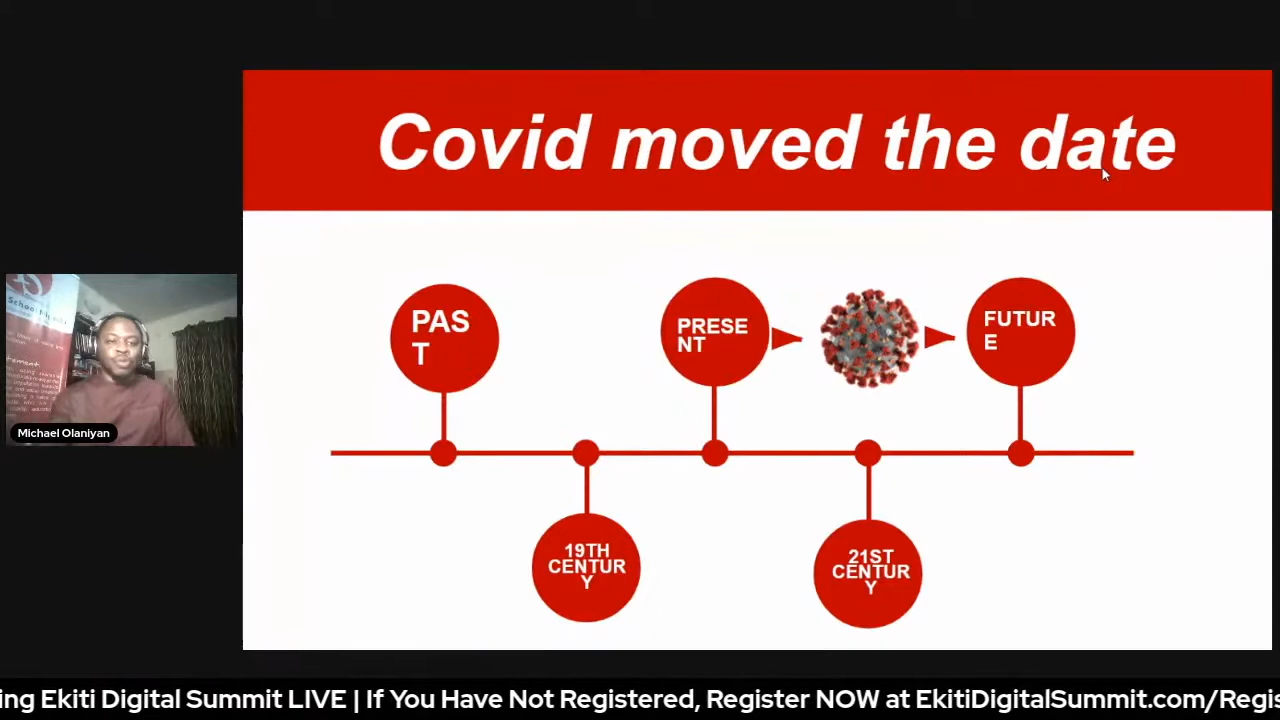 Covid moved the date
PAS
T
PRESE
NT
FUTUR
E
19TH
CENTUR
Y
21ST
CENTUR
Y
Michael Olaniyan
ing Ekiti Digital Summit LIVE | If You Have Not Registered, Register NOW at EkitiDigitalSummit.com/Regis